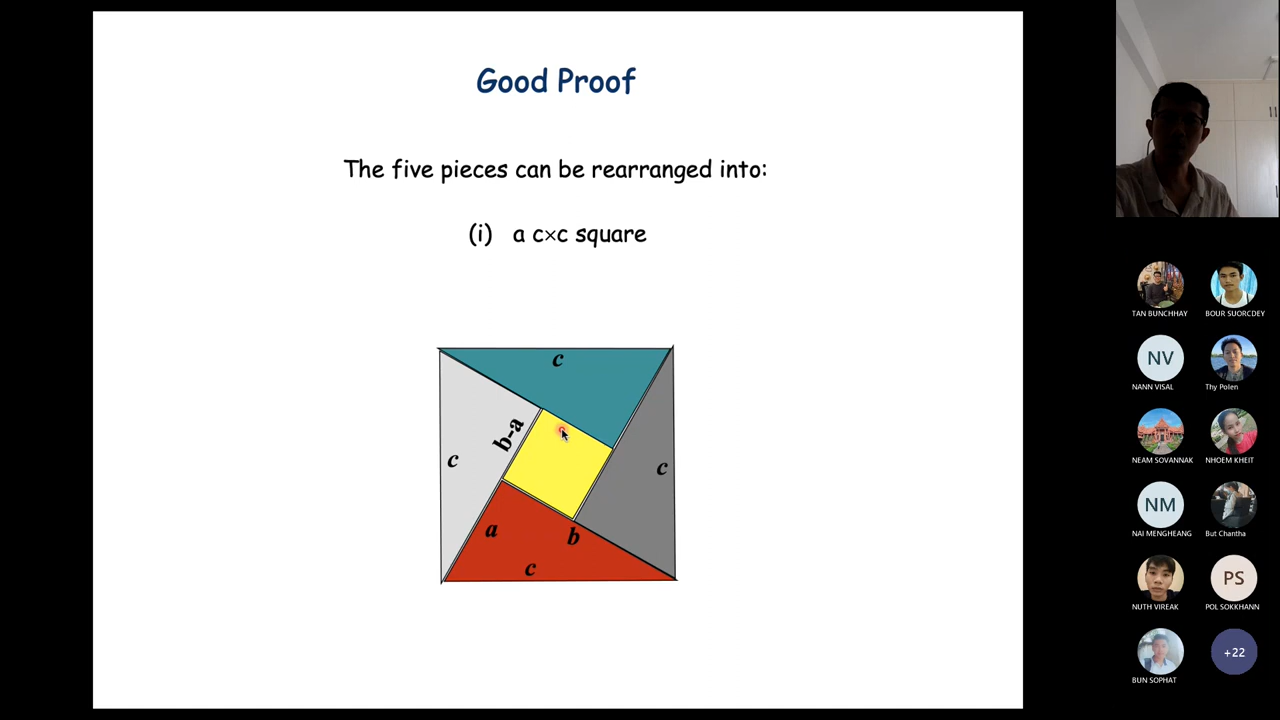 Good Proof
The five pieces can be rearranged into:
(i) a c×c square
c
b-a
c
c
a
b
c
TAN BUNCHHAY
BOUR SUORCDEY
NV
NANN VISAL
Thy Polen
NEAM SOVANNAK
NHOEM KHEIT
NM
NAI MENGHEANG
But Chantha
NUTH VIREAK
PS
POL SOKKHANN
BUN SOPHAT
+22